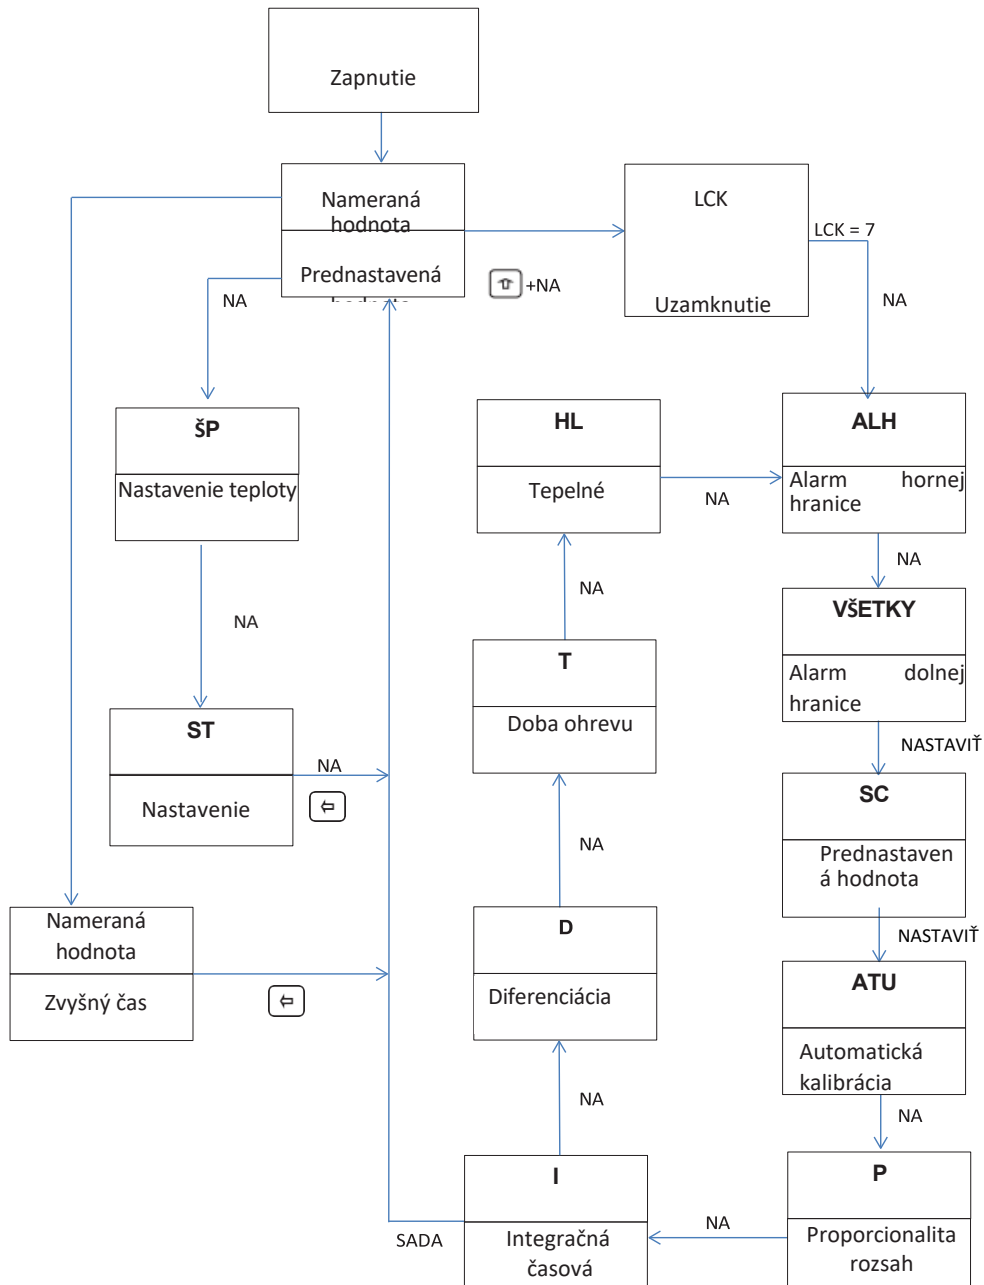 Zapnutie
Nameraná
hodnota
Prednastavená
LCK
Uzamknutie
LCK = 7
+NA
NA
NA
ŠP
Nastavenie teploty
HL
Tepelné
NA
ALH
Alarm hornej
hranice
NA
NA
NA
VŠETKY
Alarm dolnej
hranice
T
Doba ohrevu
ST
Nastavenie
NA
NASTAVIŤ
SC
Prednastaven
á hodnota
NA
Nameraná
hodnota
Zvyšný čas
D
Diferenciácia
NASTAVIŤ
ATU
Automatická
kalibrácia
NA
NA
I
Integračná
časová
SADA
NA
P
Proporcionalita
rozsah